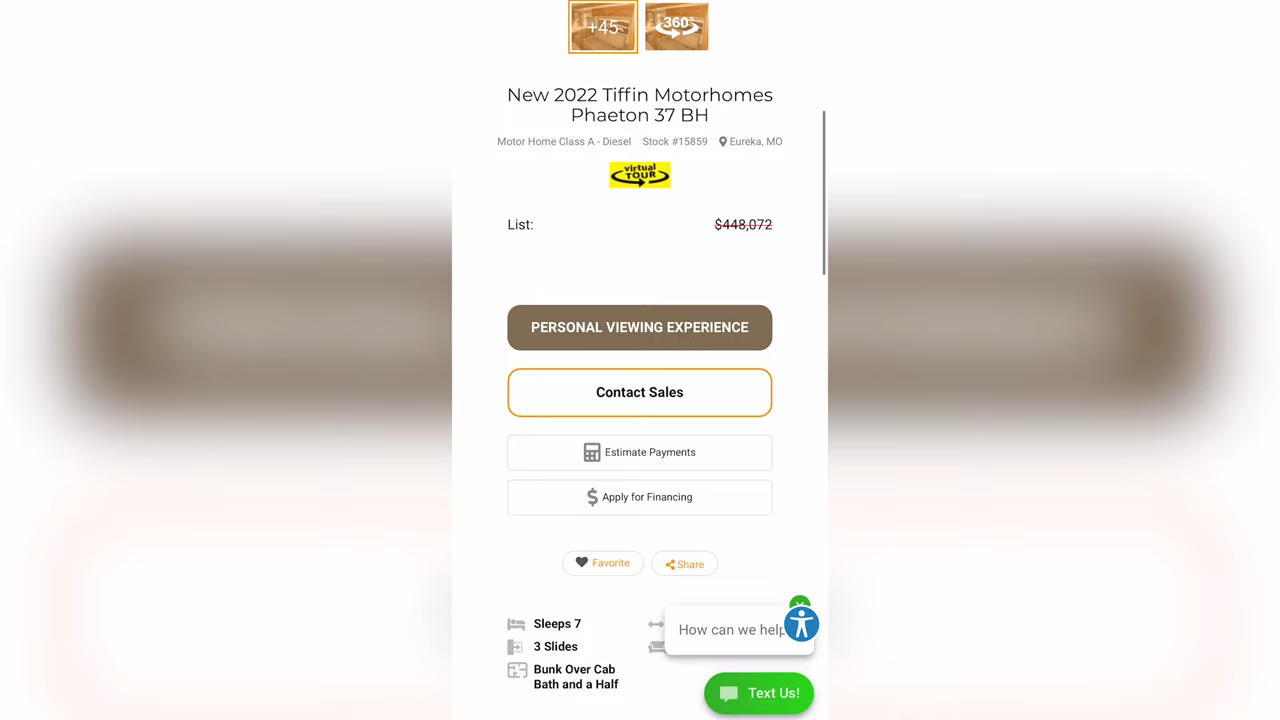 +45
360°
New 2022 Tiffin Motorhomes
Phaeton 37 BH
Motor Home Class A - Diesel Stock #15859 Eureka, MO
virtual
TOUR
List: $448,072
PERSONAL VIEWING EXPERIENCE
Contact Sales
Estimate Payments
Apply for Financing
Favorite Share
Sleeps 7
3 Slides
Bunk Over Cab
Bath and a Half
How can we help
Text Us!